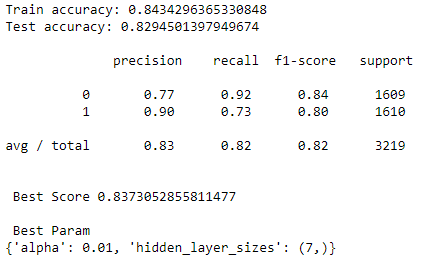 Train accuracy: 0.8434296365330848
Test accuracy: 0.8294501397949674
precision recall f1-score support
0 0.77 0.92 0.84 1609
1 0.90 0.73 0.80 1610
avg / total 0.83 0.82 0.82 3219
Best Score 0.8373052855811477
Best Param
{'alpha': 0.01, 'hidden_layer_sizes': (7,)}